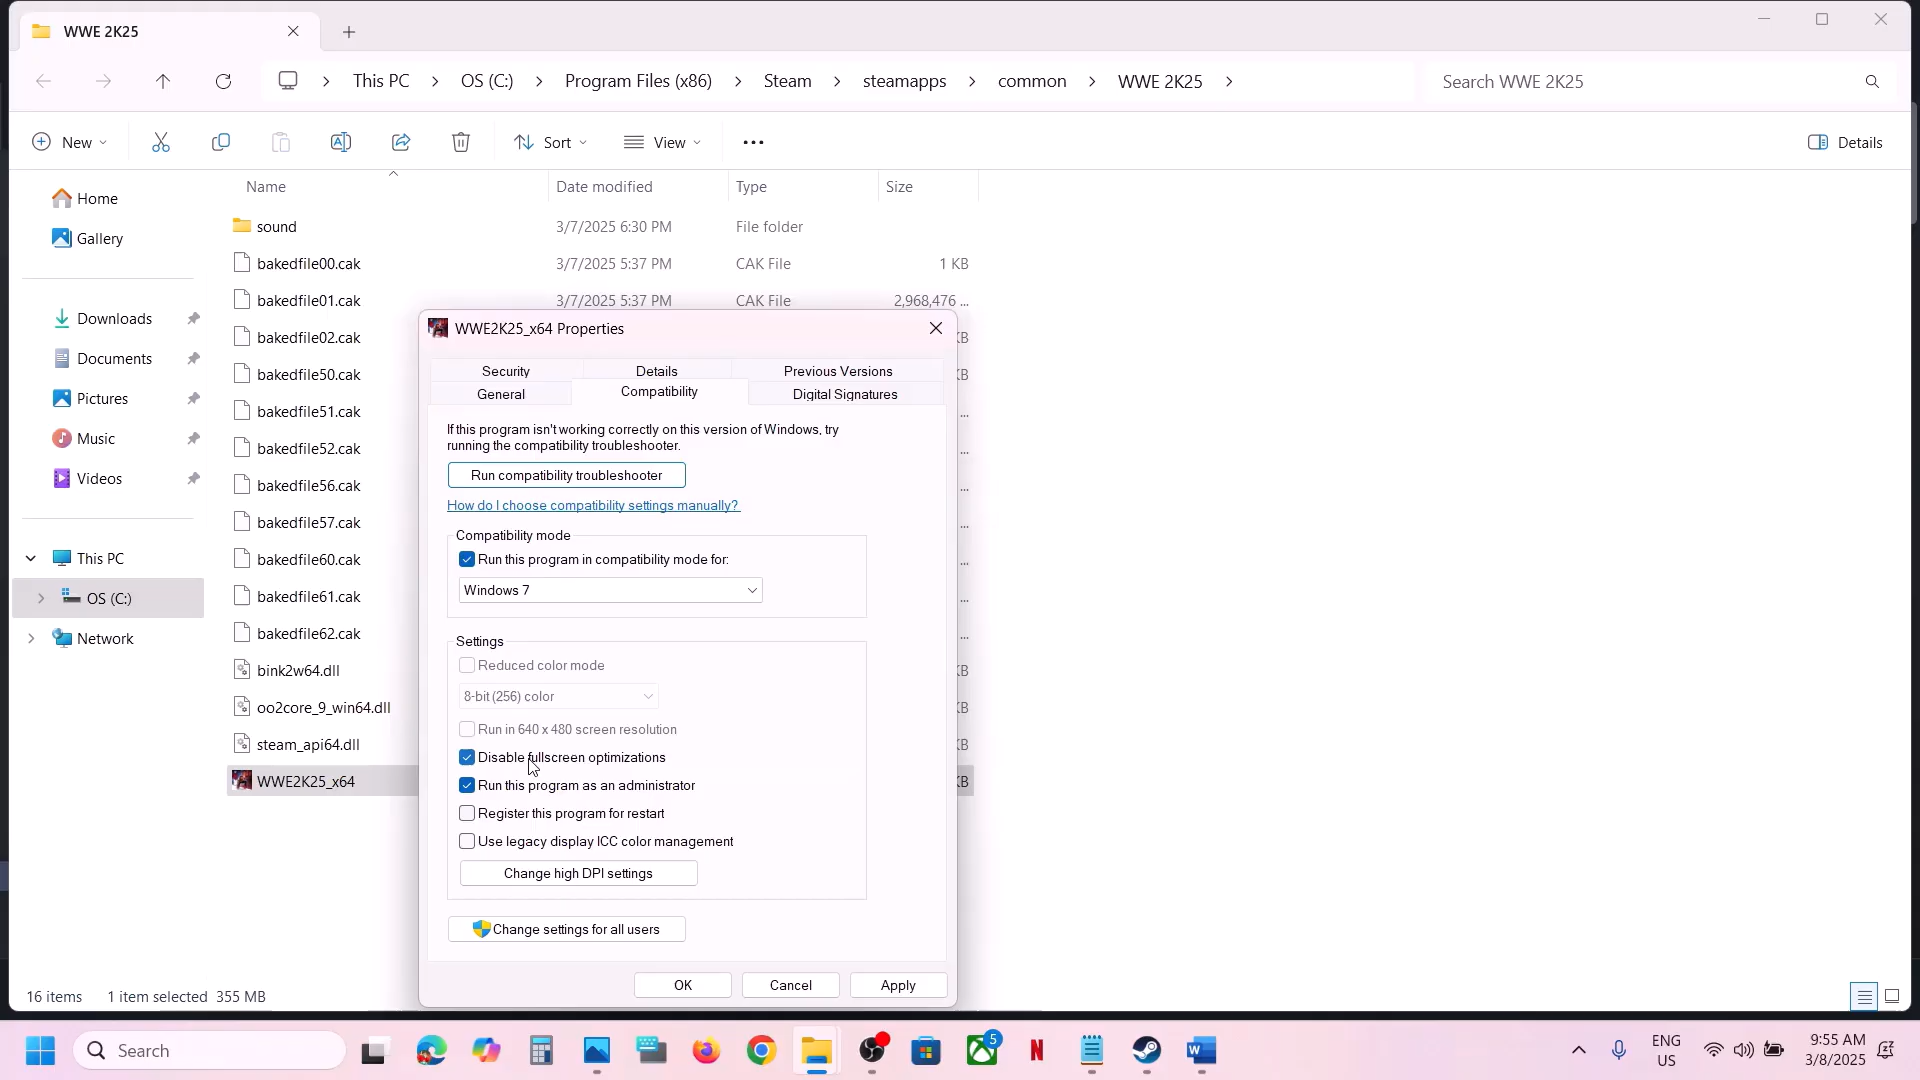 WWE 2K25
This PC
OS (C:)
Program Files (x86)
Steam
steamapps
common
WWE 2K25
Search WWE 2K25
New
Sort
View
Details
Name
Date modified
Type
Size
Home
Gallery
Downloads
Documents
Pictures
Music
Videos
This PC
OS (C:)
Network
sound
3/7/2025 6:30 PM
File folder
bakedfile00.cak
3/7/2025 5:37 PM
CAK File
1 KB
bakedfile01.cak
3/7/2025 5:37 PM
CAK File
2,968,476 ...
bakedfile02.cak
KB
bakedfile50.cak
KB
bakedfile51.cak
...
bakedfile52.cak
...
bakedfile56.cak
...
bakedfile57.cak
...
bakedfile60.cak
...
bakedfile61.cak
...
bakedfile62.cak
...
bink2w64.dll
KB
oo2core_9_win64.dll
KB
steam_api64.dll
KB
WWE2K25_x64
KB
WWE2K25_x64 Properties
Security
Details
Previous Versions
General
Compatibility
Digital Signatures
If this program isn't working correctly on this version of Windows, try
running the compatibility troubleshooter.
Run compatibility troubleshooter
How do I choose compatibility settings manually?
Compatibility mode
Run this program in compatibility mode for:
Windows 7
Settings
Reduced color mode
8-bit (256) color
Run in 640 x 480 screen resolution
Disable fullscreen optimizations
Run this program as an administrator
Register this program for restart
Use legacy display ICC color management
Change high DPI settings
Change settings for all users
OK
Cancel
Apply
16 items
1 item selected 355 MB
Search
5
ENG
US
9:55 AM
3/8/2025